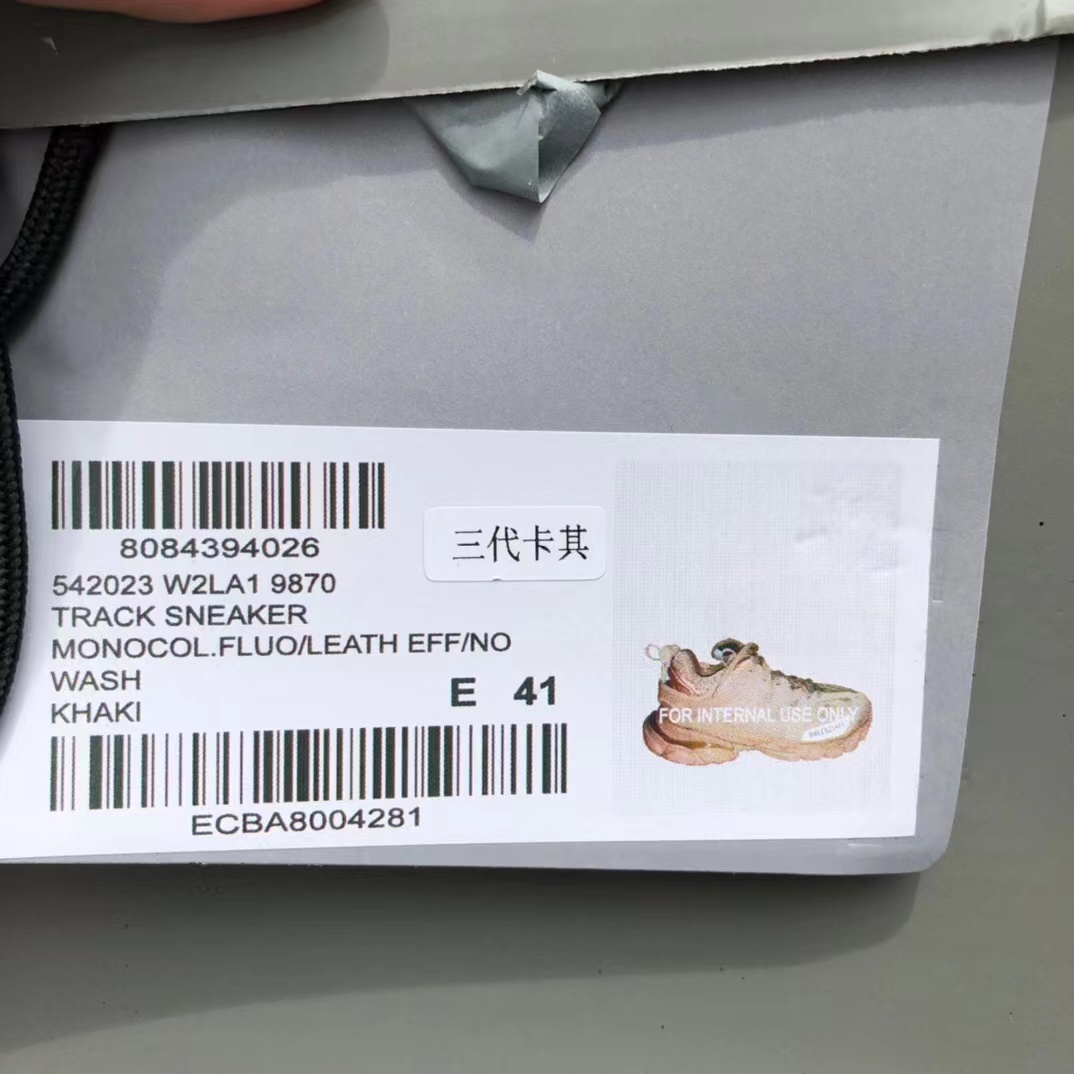 8084394026
三代卡其
542023 W2LA1 9870
TRACK SNEAKER
MONOCOL.FLUO/LEATH EFF/NO
WASH
KHAKI
E 41
FOR INTERNAL USE ONLY
ECBA8004281